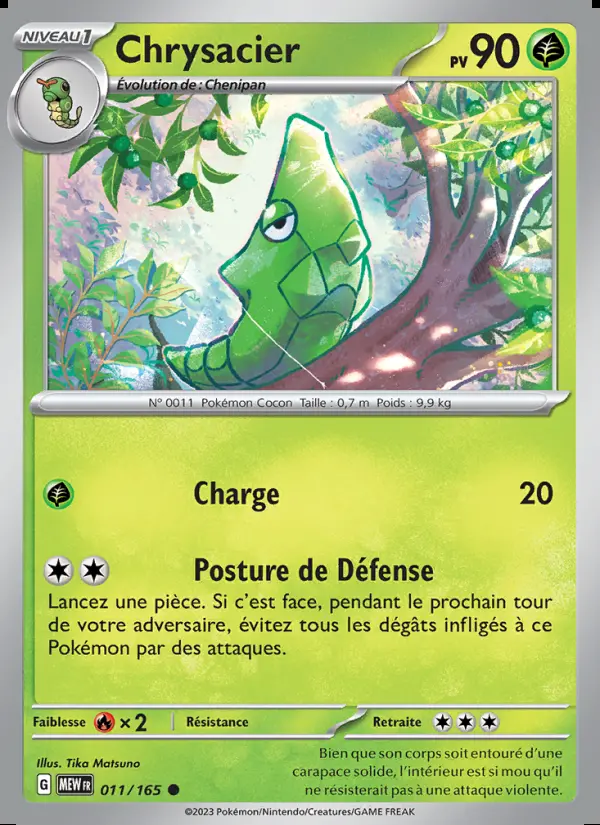 NIVEAU 1
Chrysacier
PV 90
Évolution de : Chenipan
N° 0011 Pokémon Cocon Taille : 0,7 m Poids : 9,9 kg
Charge 20
Posture de Défense
Lancez une pièce. Si c'est face, pendant le prochain tour
de votre adversaire, évitez tous les dégâts infligés à ce
Pokémon par des attaques.
Faiblesse ×2 Résistance Retraite
Illus. Tika Matsuno
Bien que son corps soit entouré d'une
carapace solide, l'intérieur est si mou qu'il
ne résisterait pas à une attaque violente.
G MEW FR 011/165
©2023 Pokémon/Nintendo/Creatures/GAME FREAK